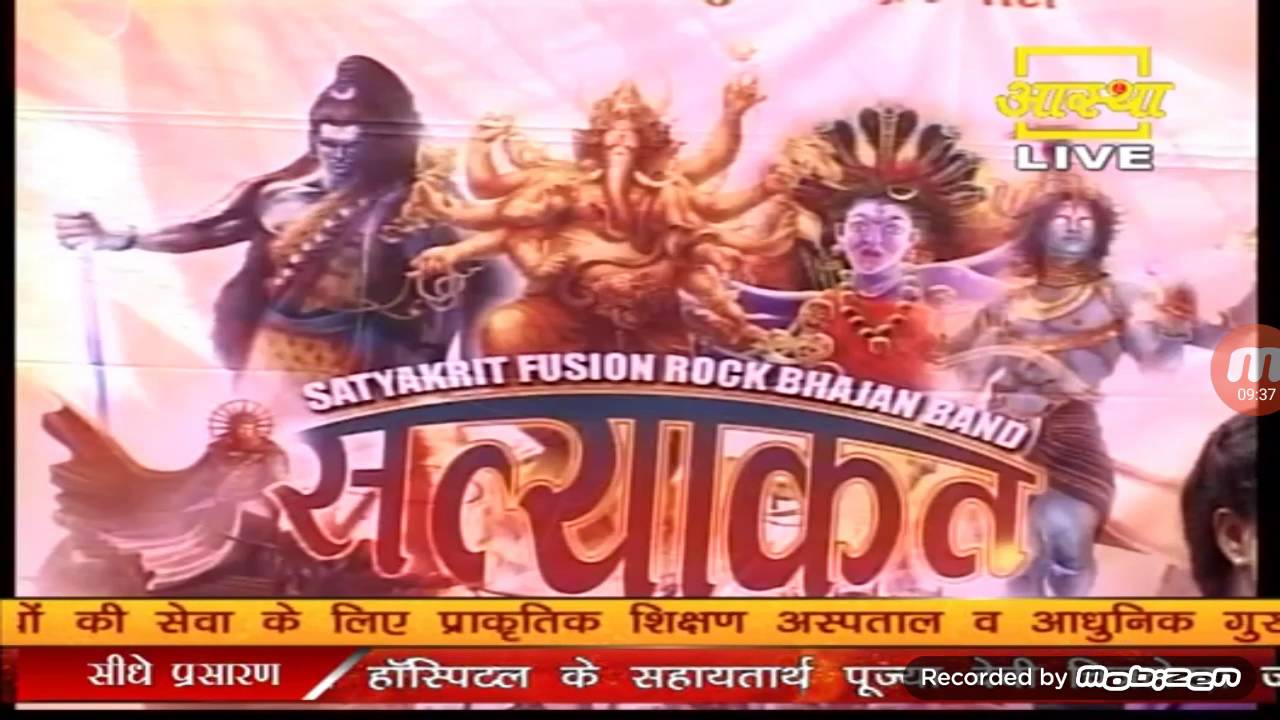 आस्था
LIVE
09:37
SATYAKRIT FUSION ROCK BHAJAN BAND
सत्याकृत
की सेवा के लिए प्राकृतिक शिक्षण अस्पताल व आधुनिक
सीधे प्रसारण
हॉस्पिटल के सहायतार्थ
Recorded by mobizen